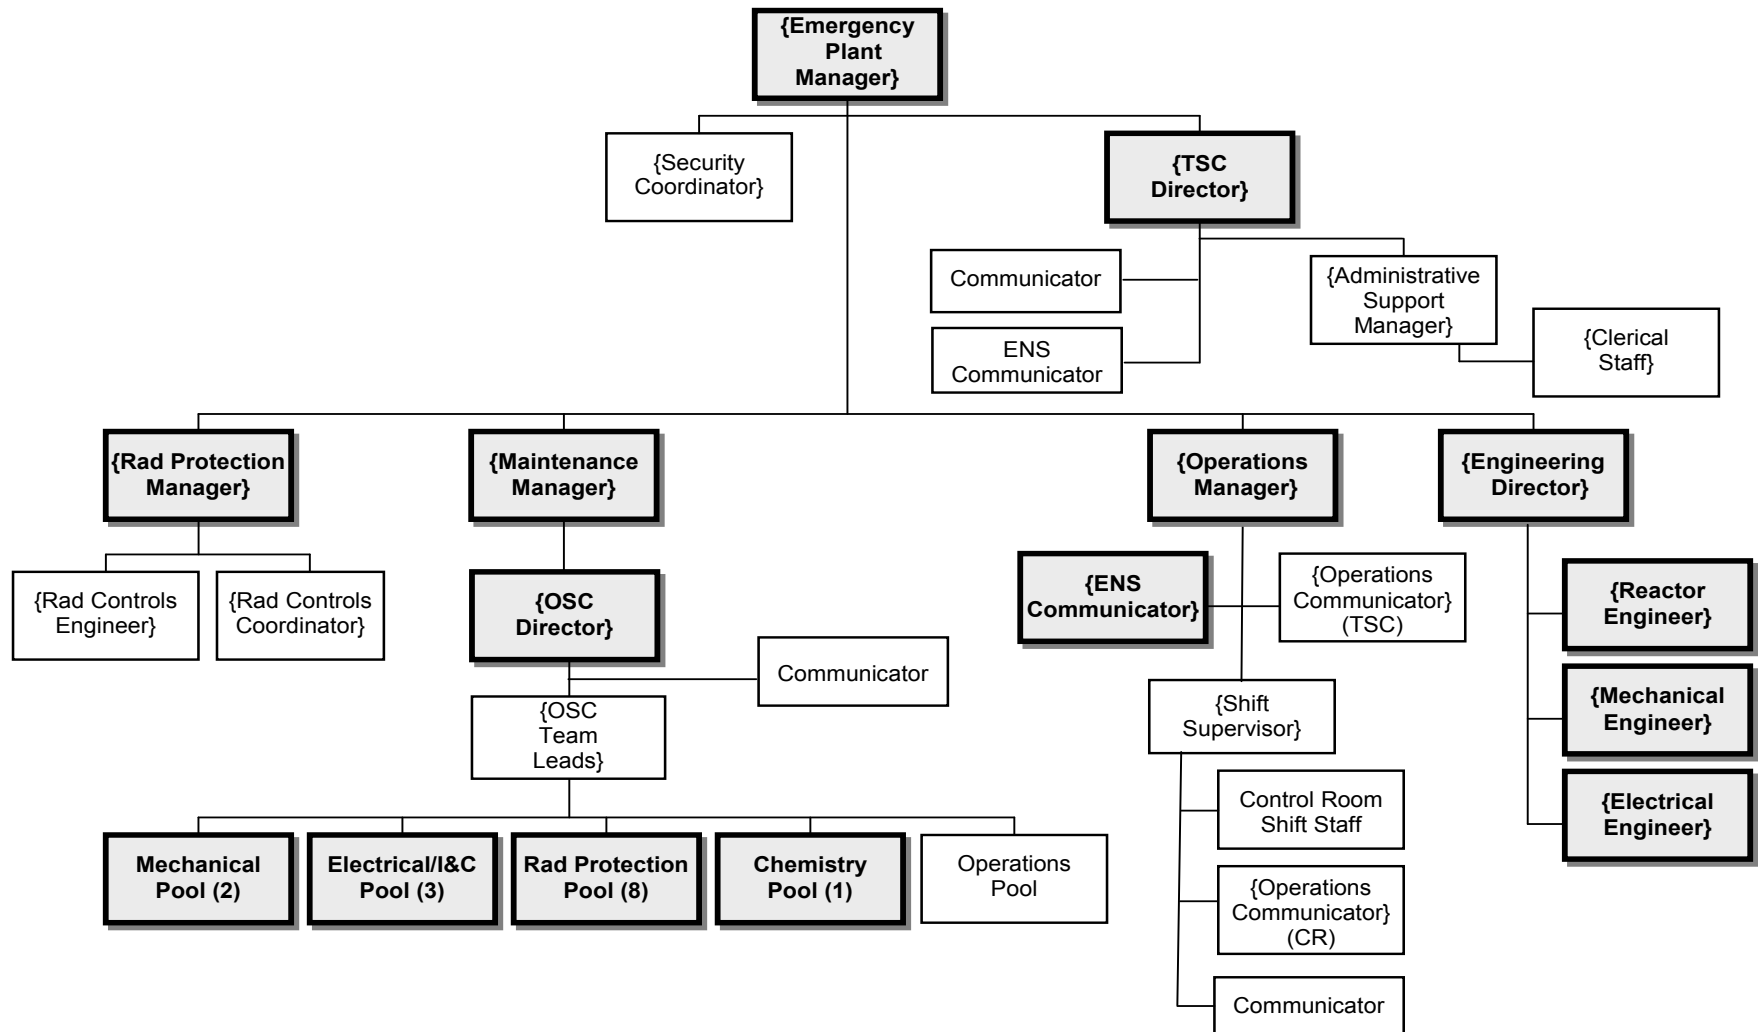 {Emergency
Plant
Manager}
{Security
Coordinator}
{TSC
Director}
Communicator
{Administrative
Support
Manager}
ENS
Communicator
{Clerical
Staff}
{Rad Protection
Manager}
{Maintenance
Manager}
{Operations
Manager}
{Engineering
Director}
{Rad Controls
Engineer}
{Rad Controls
Coordinator}
{OSC
Director}
{ENS
Communicator}
{Operations
Communicator}
(TSC)
{Reactor
Engineer}
Communicator
{OSC
Team
Leads}
{Shift
Supervisor}
{Mechanical
Engineer}
Control Room
Shift Staff
{Electrical
Engineer}
Mechanical
Pool (2)
Electrical/I&C
Pool (3)
Rad Protection
Pool (8)
Chemistry
Pool (1)
Operations
Pool
{Operations
Communicator}
(CR)
Communicator